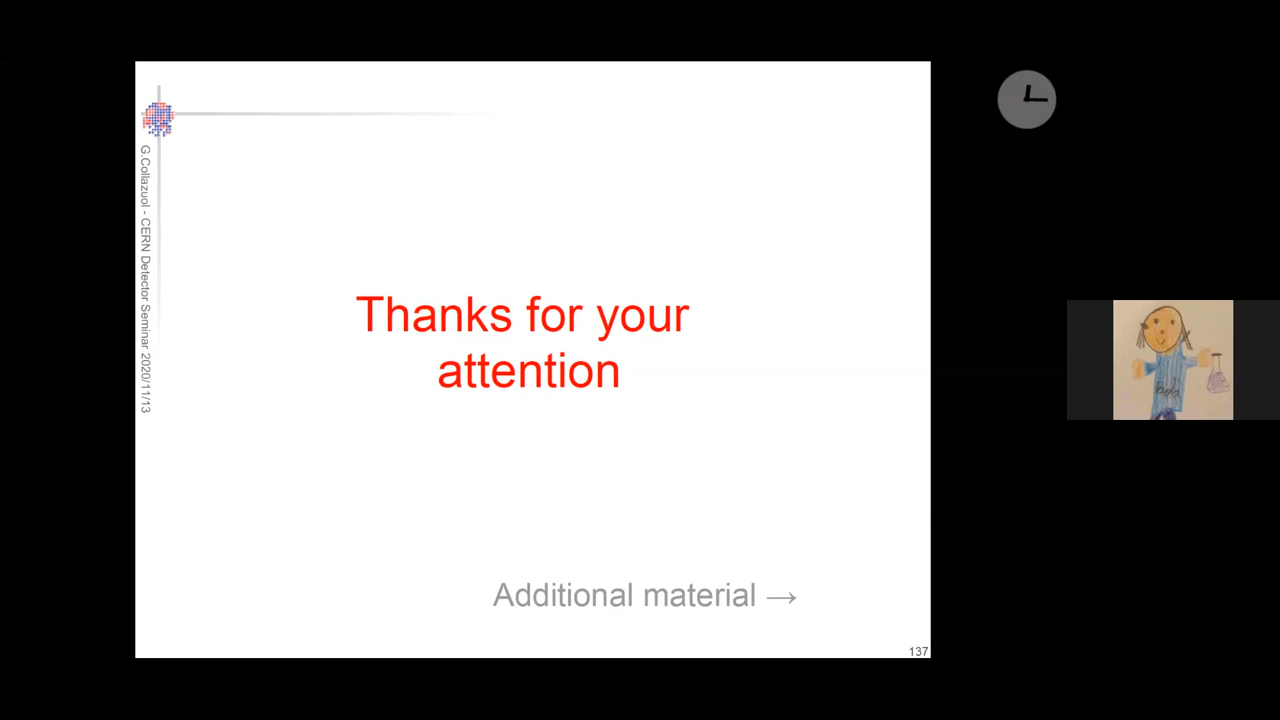 G.Collazuol - CERN Detector Seminar 2020/11/13
Thanks for your
attention
Additional material →
137